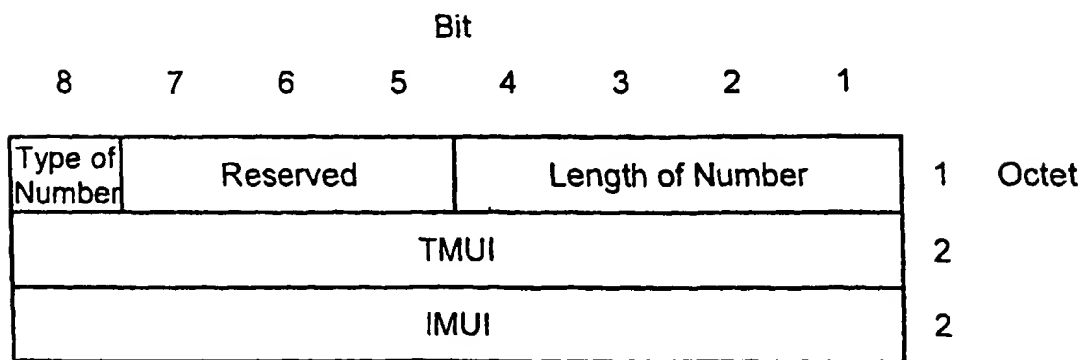 Bit
8 7 6 5 4 3 2 1
Type of Number Reserved Length of Number 1 Octet
TMUI 2
IMUI 2